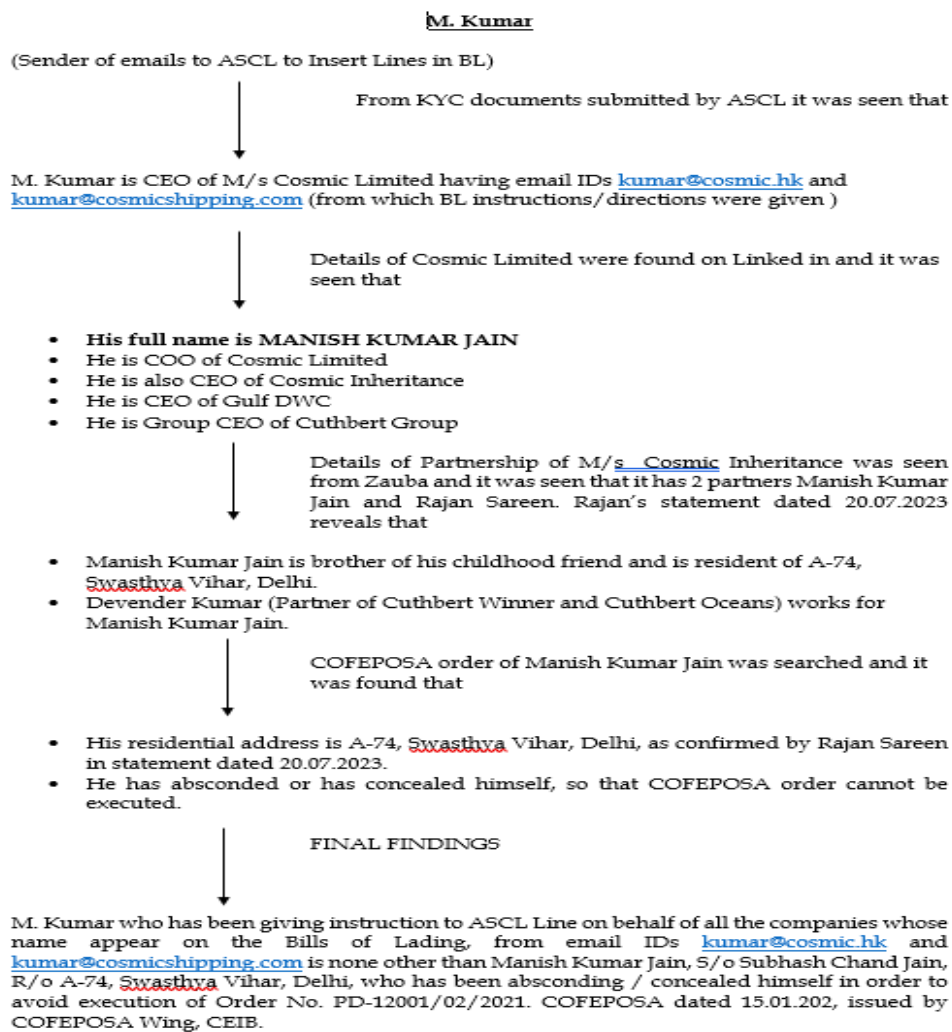 M. Kumar
(Sender of emails to ASCL to Insert Lines in BL)
From KYC documents submitted by ASCL it was seen that
M. Kumar is CEO of M/s Cosmic Limited having email IDs kumar@cosmic.hk and
kumar@cosmicshipping.com (from which BL instructions/directions were given )
Details of Cosmic Limited were found on Linked in and it was
seen that
• His full name is MANISH KUMAR JAIN
• He is COO of Cosmic Limited
• He is also CEO of Cosmic Inheritance
• He is CEO of Gulf DWC
• He is Group CEO of Cuthbert Group
Details of Partnership of M/s Cosmic Inheritance was seen
from Zauba and it was seen that it has 2 partners Manish Kumar
Jain and Rajan Sareen. Rajan's statement dated 20.07.2023
reveals that
• Manish Kumar Jain is brother of his childhood friend and is resident of A-74,
Swasthya Vihar, Delhi.
• Devender Kumar (Partner of Cuthbert Winner and Cuthbert Oceans) works for
Manish Kumar Jain.
COFEPOSA order of Manish Kumar Jain was searched and it
was found that
• His residential address is A-74, Swasthya Vihar, Delhi, as confirmed by Rajan Sareen
in statement dated 20.07.2023.
• He has absconded or has concealed himself, so that COFEPOSA order cannot be
executed.
FINAL FINDINGS
M. Kumar who has been giving instruction to ASCL Line on behalf of all the companies whose
name appear on the Bills of Lading, from email IDs kumar@cosmic.hk and
kumar@cosmicshipping.com is none other than Manish Kumar Jain, S/o Subhash Chand Jain,
R/o A-74, Swasthya Vihar, Delhi, who has been absconding / concealed himself in order to
avoid execution of Order No. PD-12001/02/2021. COFEPOSA dated 15.01.202, issued by
COFEPOSA Wing, CEIB.